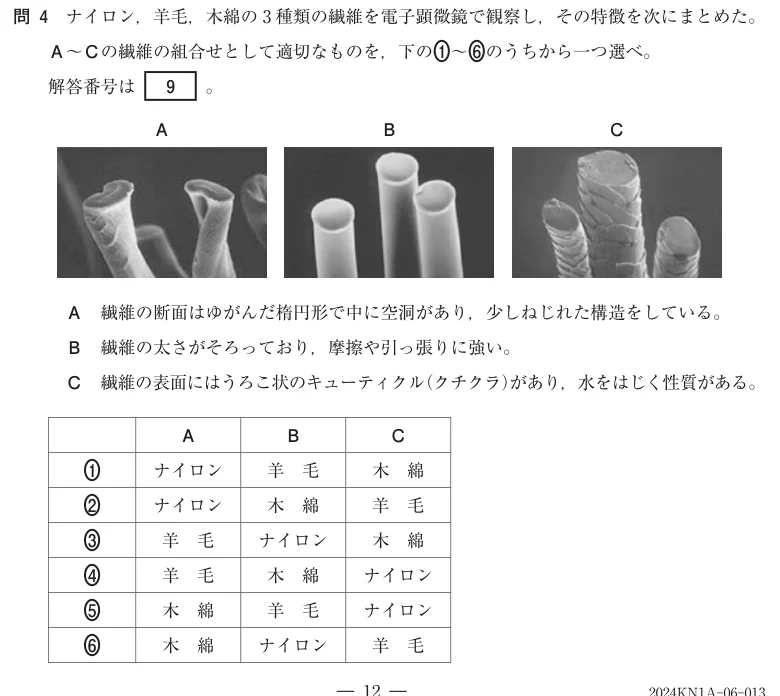 問 4 ナイロン，羊毛，木綿の3種類の繊維を電子顕微鏡で観察し，その特徴を次にまとめた。
A～Cの繊維の組合せとして適切なものを，下の①～⑥のうちから一つ選べ。
解答番号は 9 。
A B C
A 繊維の断面はゆがんだ楕円形で中に空洞があり，少しねじれた構造をしている。
B 繊維の太さがそろっており，摩擦や引っ張りに強い。
C 繊維の表面にはうろこ状のキューティクル(クチクラ)があり，水をはじく性質がある。
A B C
① ナイロン 羊 毛 木 綿
② ナイロン 木 綿 羊 毛
③ 羊 毛 ナイロン 木 綿
④ 羊 毛 木 綿 ナイロン
⑤ 木 綿 羊 毛 ナイロン
⑥ 木 綿 ナイロン 羊 毛
— 12 —
2024KN1A-06-013